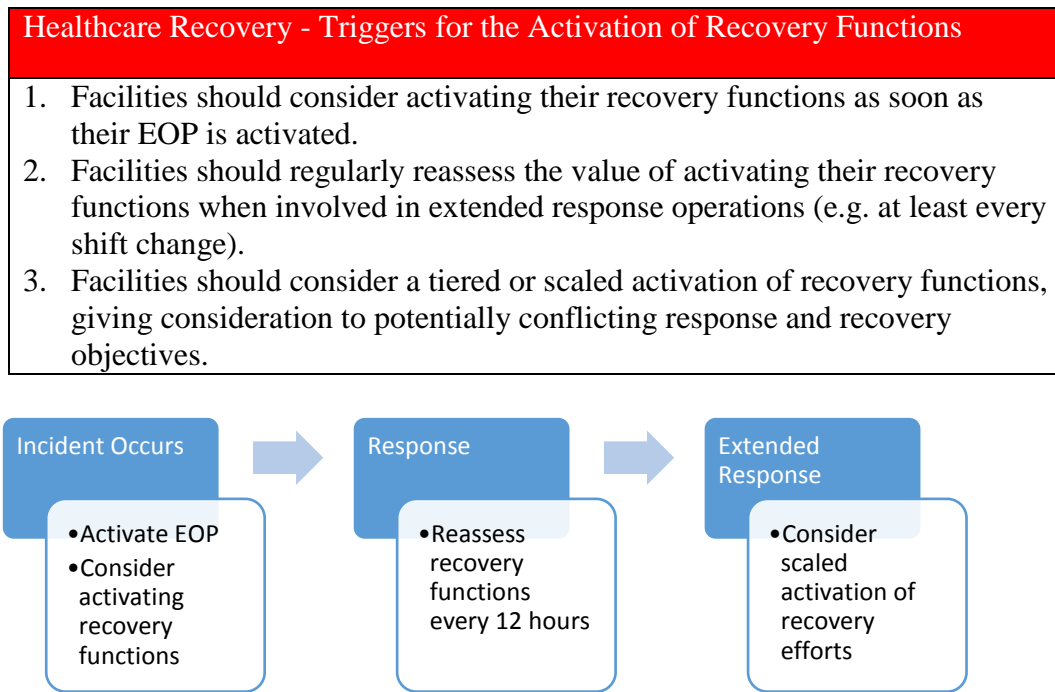 Healthcare Recovery - Triggers for the Activation of Recovery Functions
1. Facilities should consider activating their recovery functions as soon as
their EOP is activated.
2. Facilities should regularly reassess the value of activating their recovery
functions when involved in extended response operations (e.g. at least every
shift change).
3. Facilities should consider a tiered or scaled activation of recovery functions,
giving consideration to potentially conflicting response and recovery
objectives.
Incident Occurs
•Activate EOP
•Consider
activating
recovery
functions
Response
•Reassess
recovery
functions
every 12 hours
Extended
Response
•Consider
scaled
activation of
recovery
efforts